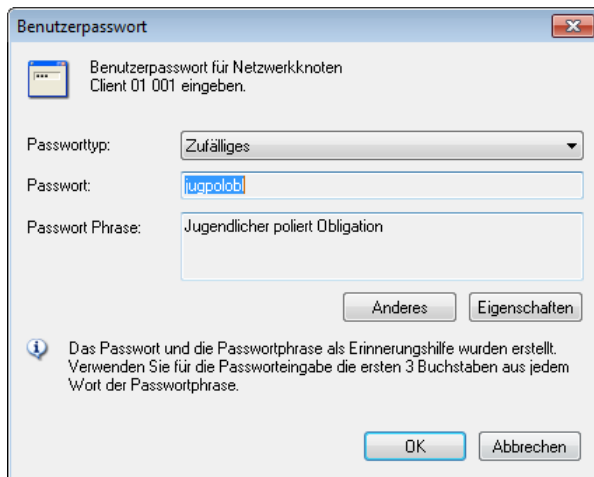 Benutzerpasswort
Benutzerpasswort für Netzwerkknoten
Client 01 001 eingeben.
Passworttyp: Zufälliges
Passwort: jugpolobl
Passwort Phrase: Jugendlicher poliert Obligation
Anderes Eigenschaften
Das Passwort und die Passwortphrase als Erinnerungshilfe wurden erstellt.
Verwenden Sie für die Passworteingabe die ersten 3 Buchstaben aus jedem
Wort der Passwortphrase.
OK Abbrechen